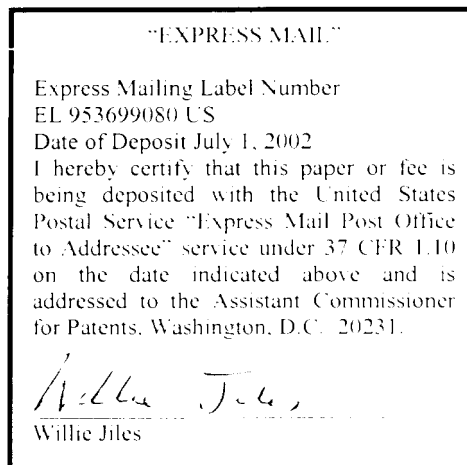 "EXPRESS MAIL"
Express Mailing Label Number
EL 953699080 US
Date of Deposit July 1, 2002
I hereby certify that this paper or fee is
being deposited with the United States
Postal Service "Express Mail Post Office
to Addressee" service under 37 CFR 1.10
on the date indicated above and is
addressed to the Assistant Commissioner
for Patents, Washington, D.C. 20231.
Willie Jiles
Willie Jiles